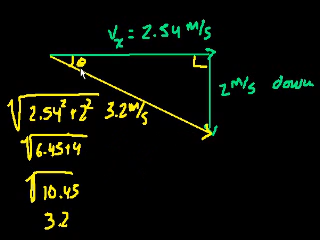 vₓ = 2.54 m/s
θ
2 m/s down
√2.54² + 2² 3.2 m/s
√6.45+4
√10.45
3.2